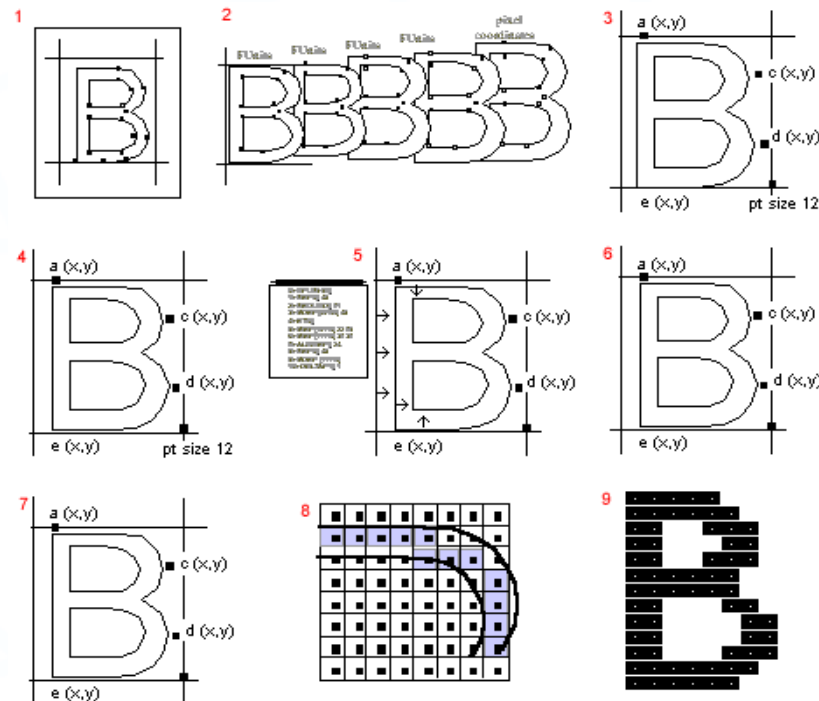 1
2
FUnits FUnits FUnits FUnits pixel
coordinates
3
a (x,y)
c (x,y)
d (x,y)
e (x,y)
pt size 12
4
a (x,y)
c (x,y)
d (x,y)
e (x,y)
pt size 12
5
a (x,y)
c (x,y)
d (x,y)
e (x,y)
6
a (x,y)
c (x,y)
d (x,y)
e (x,y)
7
a (x,y)
c (x,y)
d (x,y)
e (x,y)
8
9